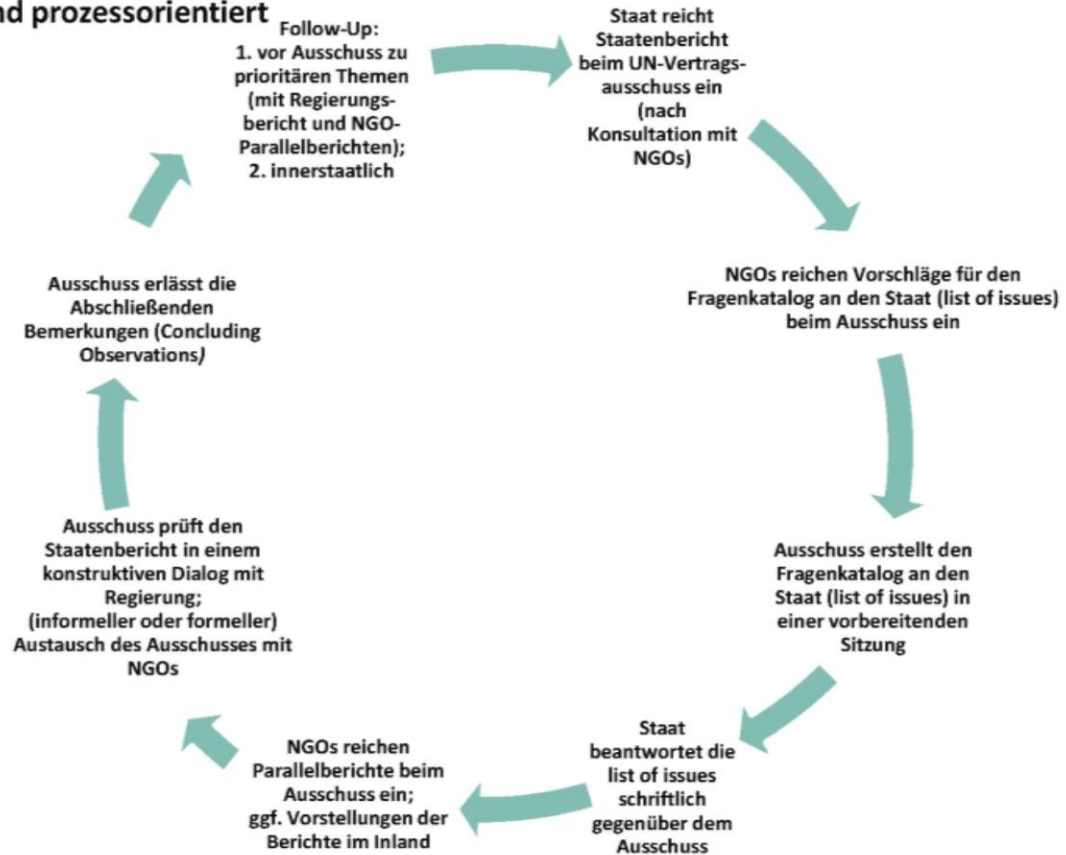 nd prozessorientiert
Follow-Up:
1. vor Ausschuss zu
prioritären Themen
(mit Regierungs-
bericht und NGO-
Parallelberichten);
2. innerstaatlich
Staat reicht
Staatenbericht
beim UN-Vertrags-
ausschuss ein
(nach
Konsultation mit
NGOs)
NGOs reichen Vorschläge für den
Fragenkatalog an den Staat (list of issues)
beim Ausschuss ein
Ausschuss erstellt den
Fragenkatalog an den
Staat (list of issues) in
einer vorbereitenden
Sitzung
Staat
beantwortet die
list of issues
schriftlich
gegenüber dem
Ausschuss
NGOs reichen
Parallelberichte beim
Ausschuss ein;
ggf. Vorstellungen der
Berichte im Inland
Ausschuss prüft den
Staatenbericht in einem
konstruktiven Dialog mit
Regierung;
(informeller oder formeller)
Austausch des Ausschusses mit
NGOs
Ausschuss erlässt die
Abschließenden
Bemerkungen (Concluding
Observations)